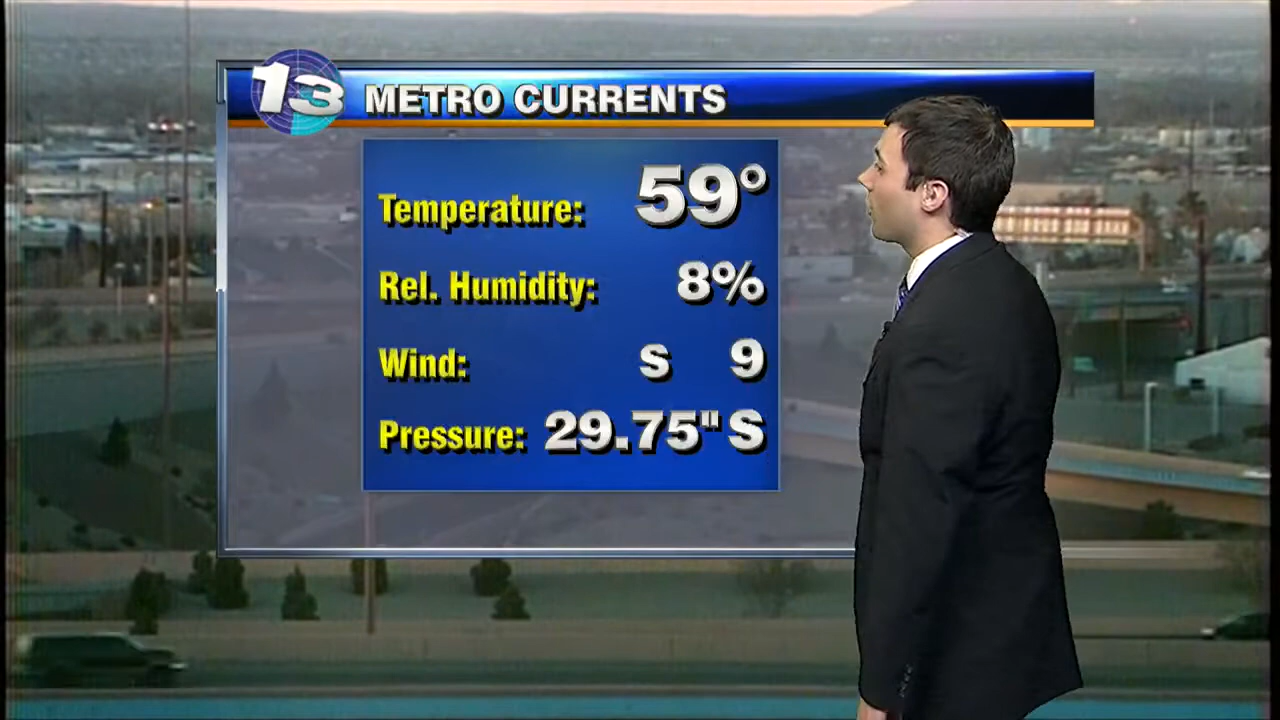 13 METRO CURRENTS
Temperature: 59°
Rel. Humidity: 8%
Wind: S 9
Pressure: 29.75" S